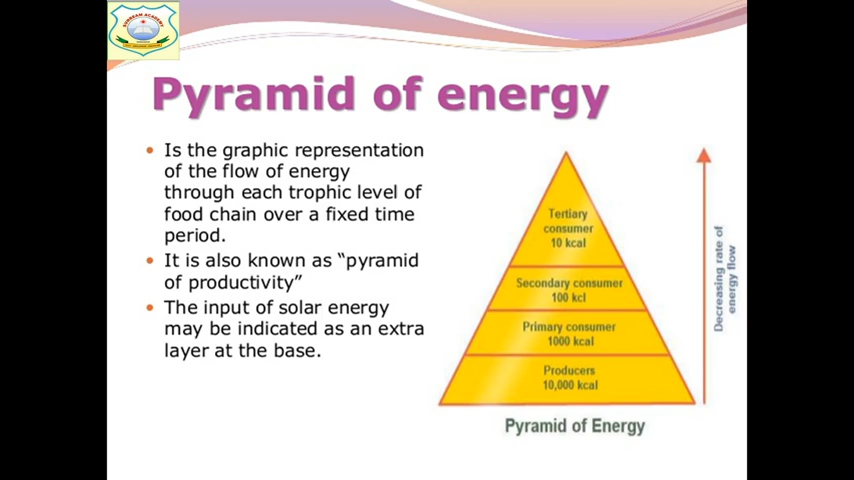 SUNBEAM ACADEMY
Pyramid of energy
• Is the graphic representation
of the flow of energy
through each trophic level of
food chain over a fixed time
period.
• It is also known as “pyramid
of productivity”
• The input of solar energy
may be indicated as an extra
layer at the base.
Tertiary
consumer
10 kcal
Secondary consumer
100 kcl
Primary consumer
1000 kcal
Producers
10,000 kcal
Decreasing rate of
energy flow
Pyramid of Energy